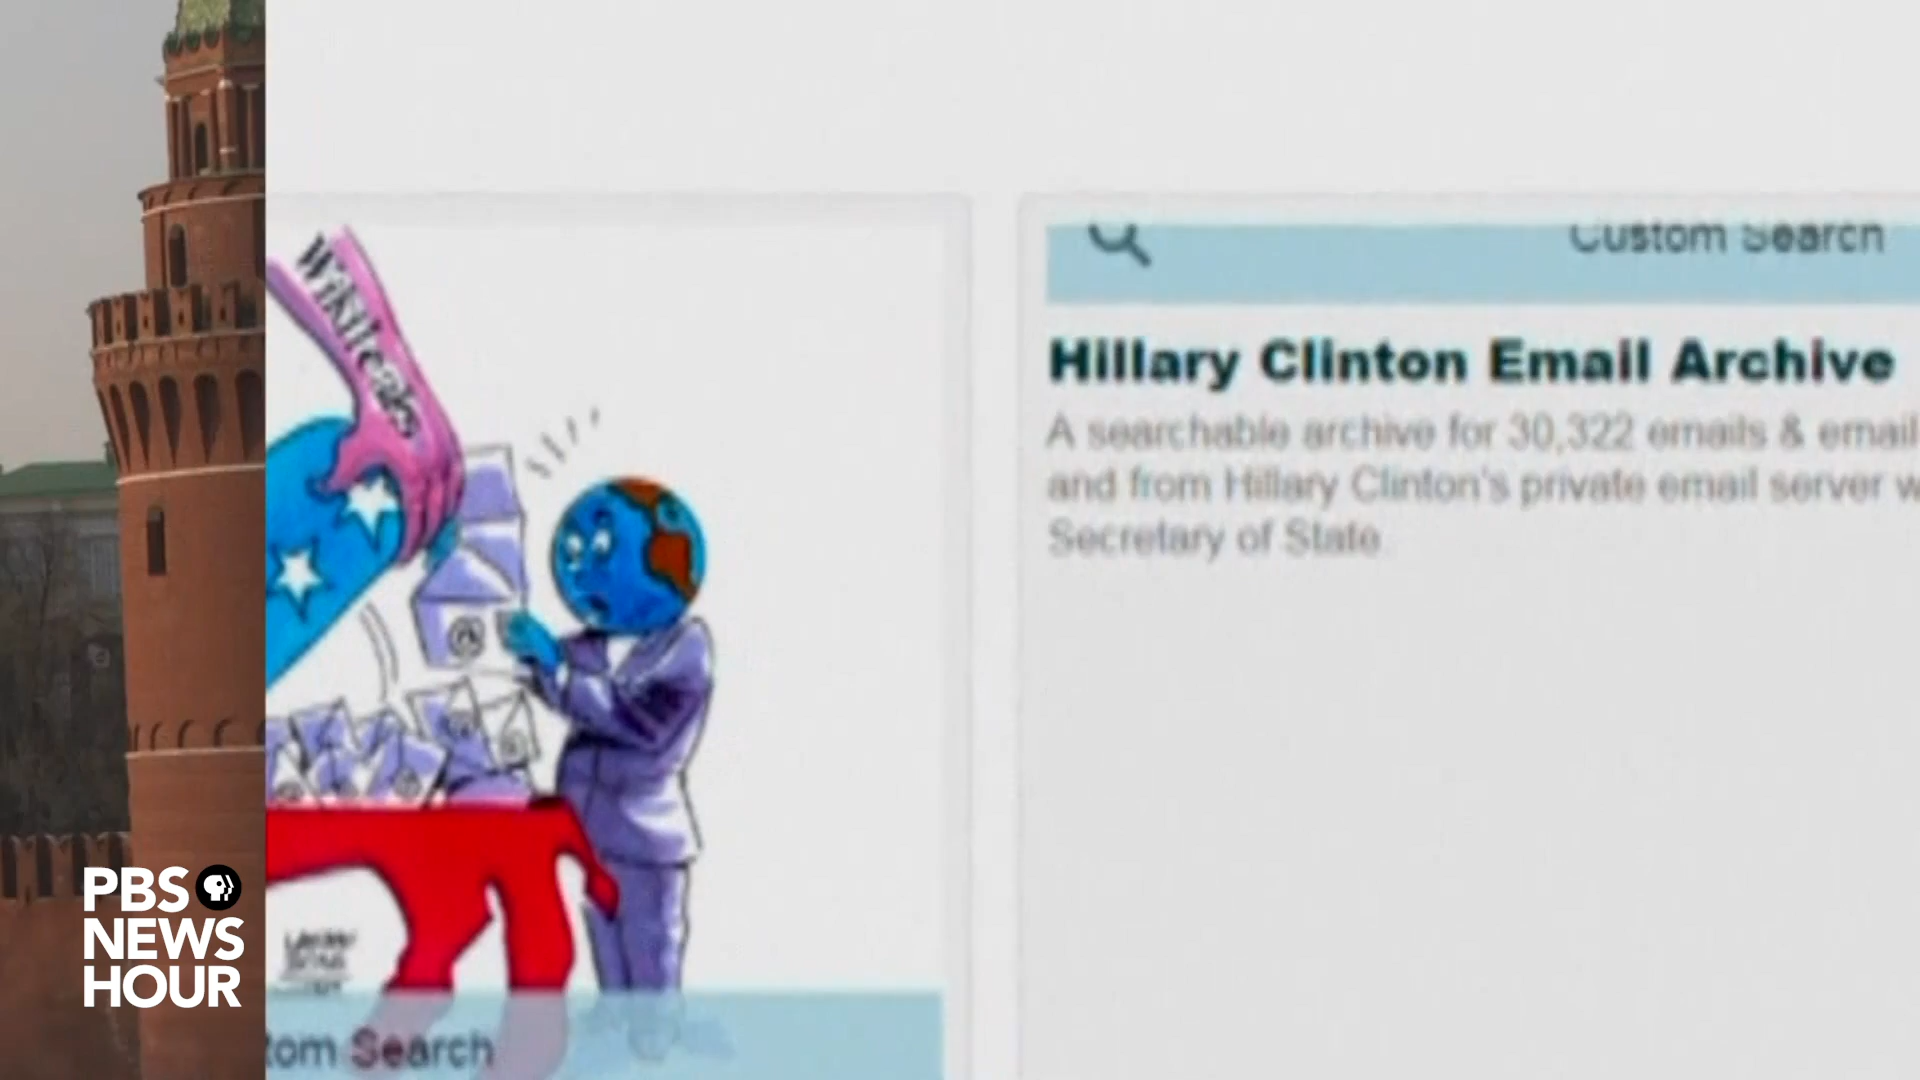 Wikileaks
@
tom Search
Custom Search
Hillary Clinton Email Archive
A searchable archive for 30,322 emails & email
and from Hillary Clinton's private email server w
Secretary of State
PBS
NEWS
HOUR